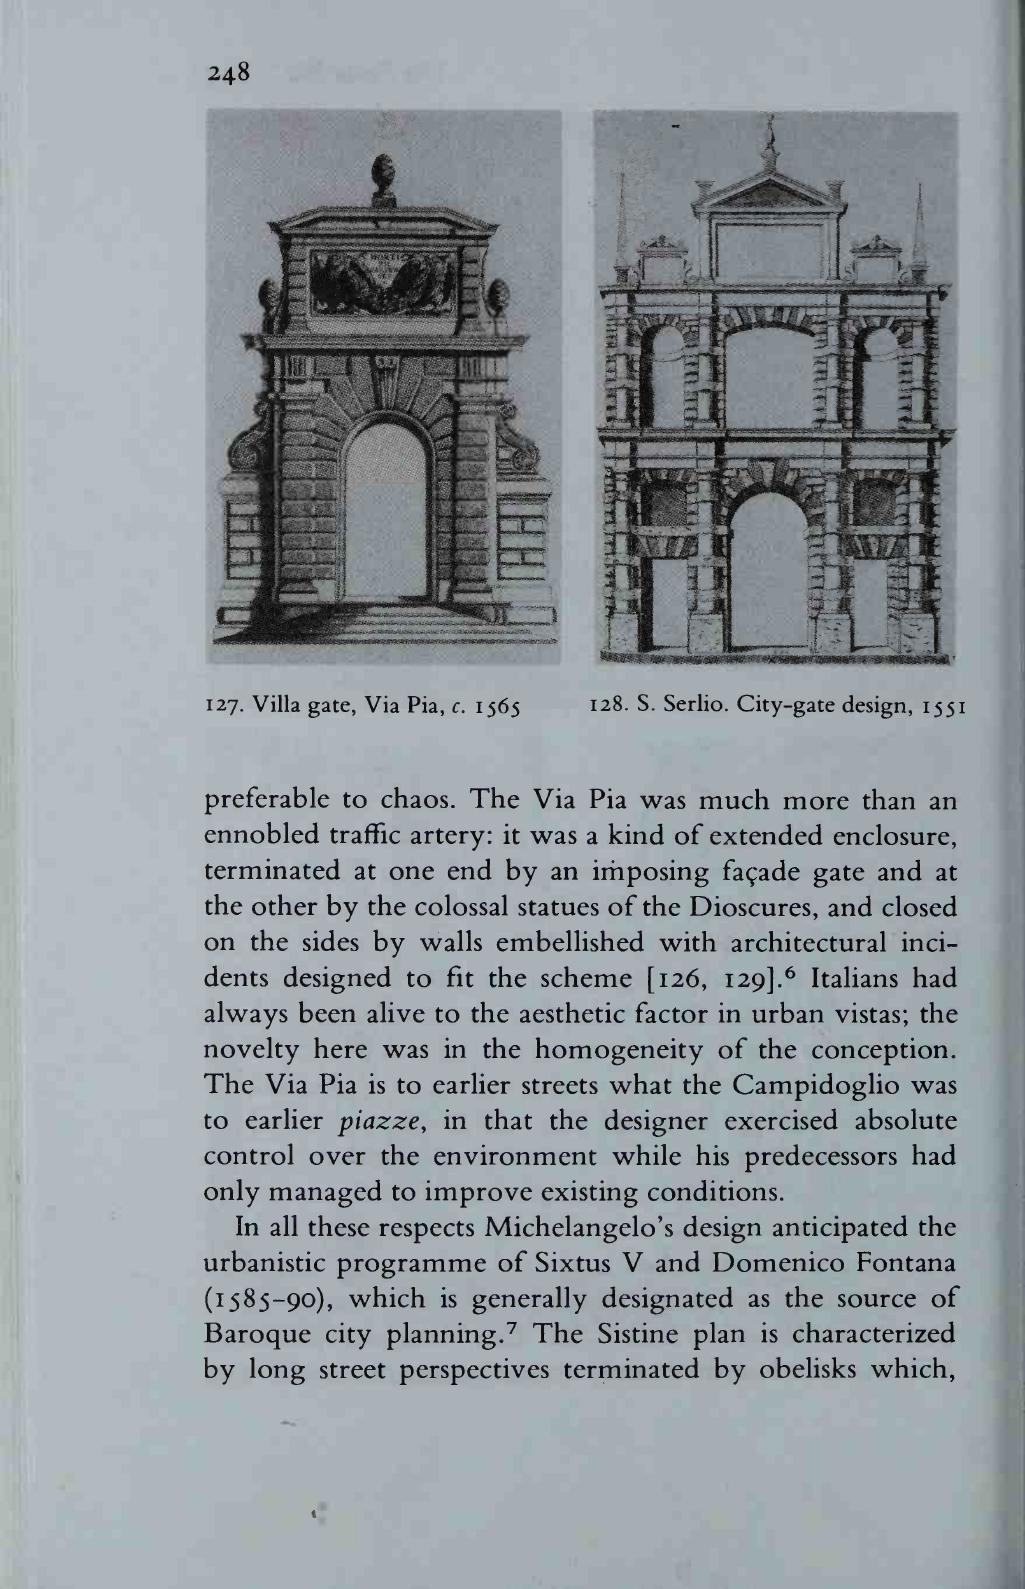 248
127. Villa gate, Via Pia, c. 1565
128. S. Serlio. City-gate design, 1551
preferable to chaos. The Via Pia was much more than an
ennobled traffic artery: it was a kind of extended enclosure,
terminated at one end by an imposing façade gate and at
the other by the colossal statues of the Dioscures, and closed
on the sides by walls embellished with architectural inci-
dents designed to fit the scheme [126, 129].⁶ Italians had
always been alive to the aesthetic factor in urban vistas; the
novelty here was in the homogeneity of the conception.
The Via Pia is to earlier streets what the Campidoglio was
to earlier piazze, in that the designer exercised absolute
control over the environment while his predecessors had
only managed to improve existing conditions.
In all these respects Michelangelo's design anticipated the
urbanistic programme of Sixtus V and Domenico Fontana
(1585-90), which is generally designated as the source of
Baroque city planning.⁷ The Sistine plan is characterized
by long street perspectives terminated by obelisks which,